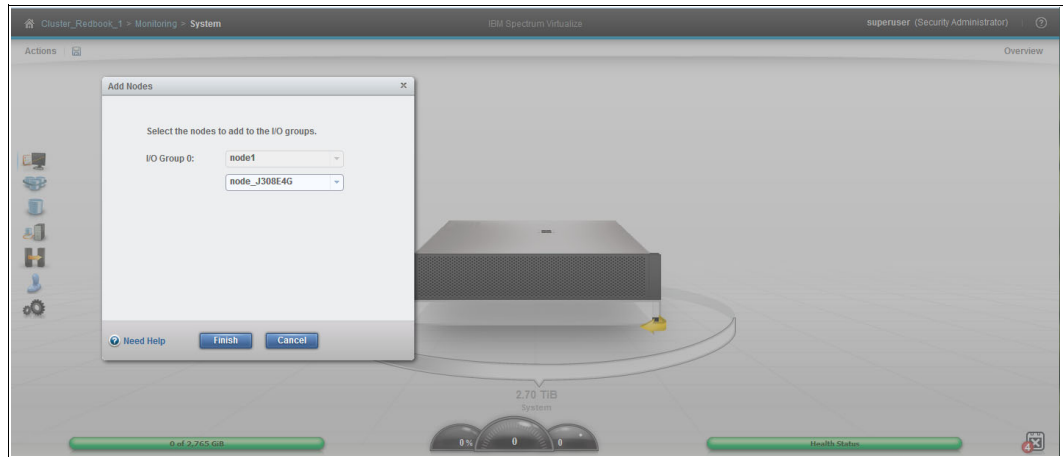 Cluster_Redbook_1 > Monitoring > System
IBM Spectrum Virtualize
superuser (Security Administrator)
?
Actions
Overview
Add Nodes
x
Select the nodes to add to the I/O groups.
I/O Group 0:
node1
node_J308E4G
? Need Help
Finish
Cancel
2.70 TiB
System
0 of 2,765 GiB
0 %
0
0
Health Status
4